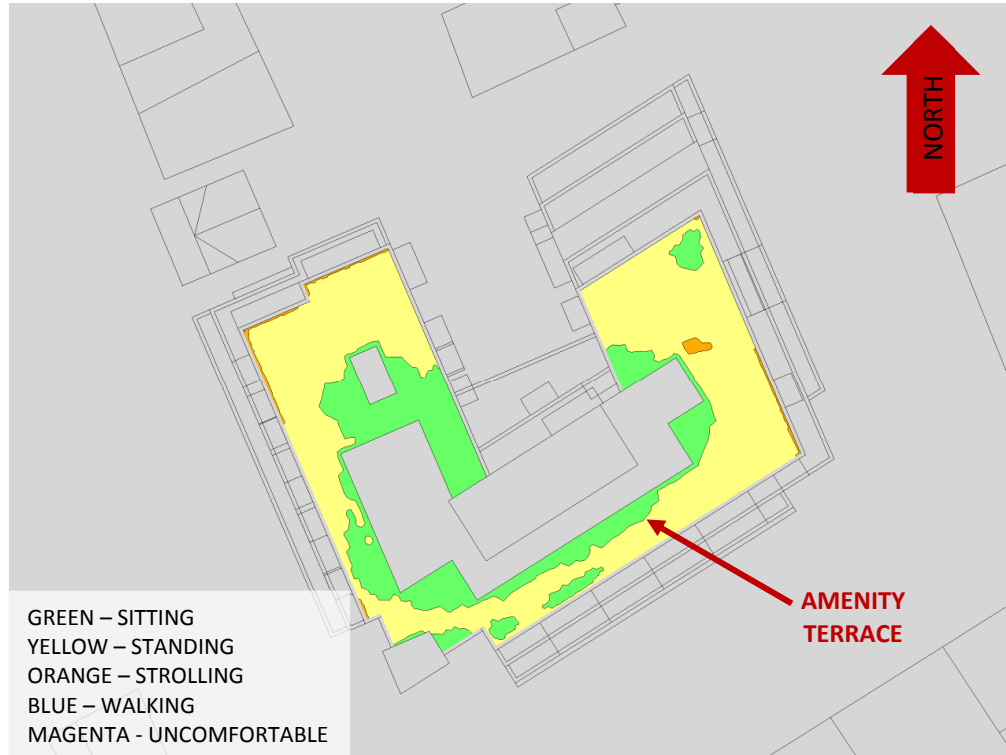 NORTH
AMENITY
TERRACE
GREEN – SITTING
YELLOW – STANDING
ORANGE – STROLLING
BLUE – WALKING
MAGENTA - UNCOMFORTABLE